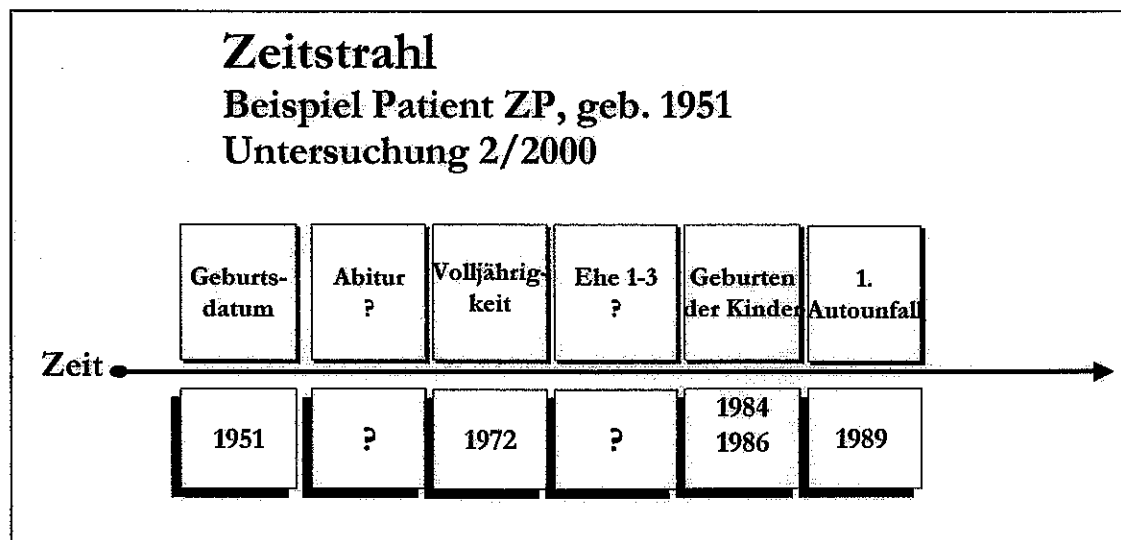 Zeitstrahl
Beispiel Patient ZP, geb. 1951
Untersuchung 2/2000
Geburts-
datum
Abitur
?
Volljährig-
keit
Ehe 1-3
?
Geburten
der Kinder
1.
Autounfall
Zeit
1951
?
1972
?
1984
1986
1989